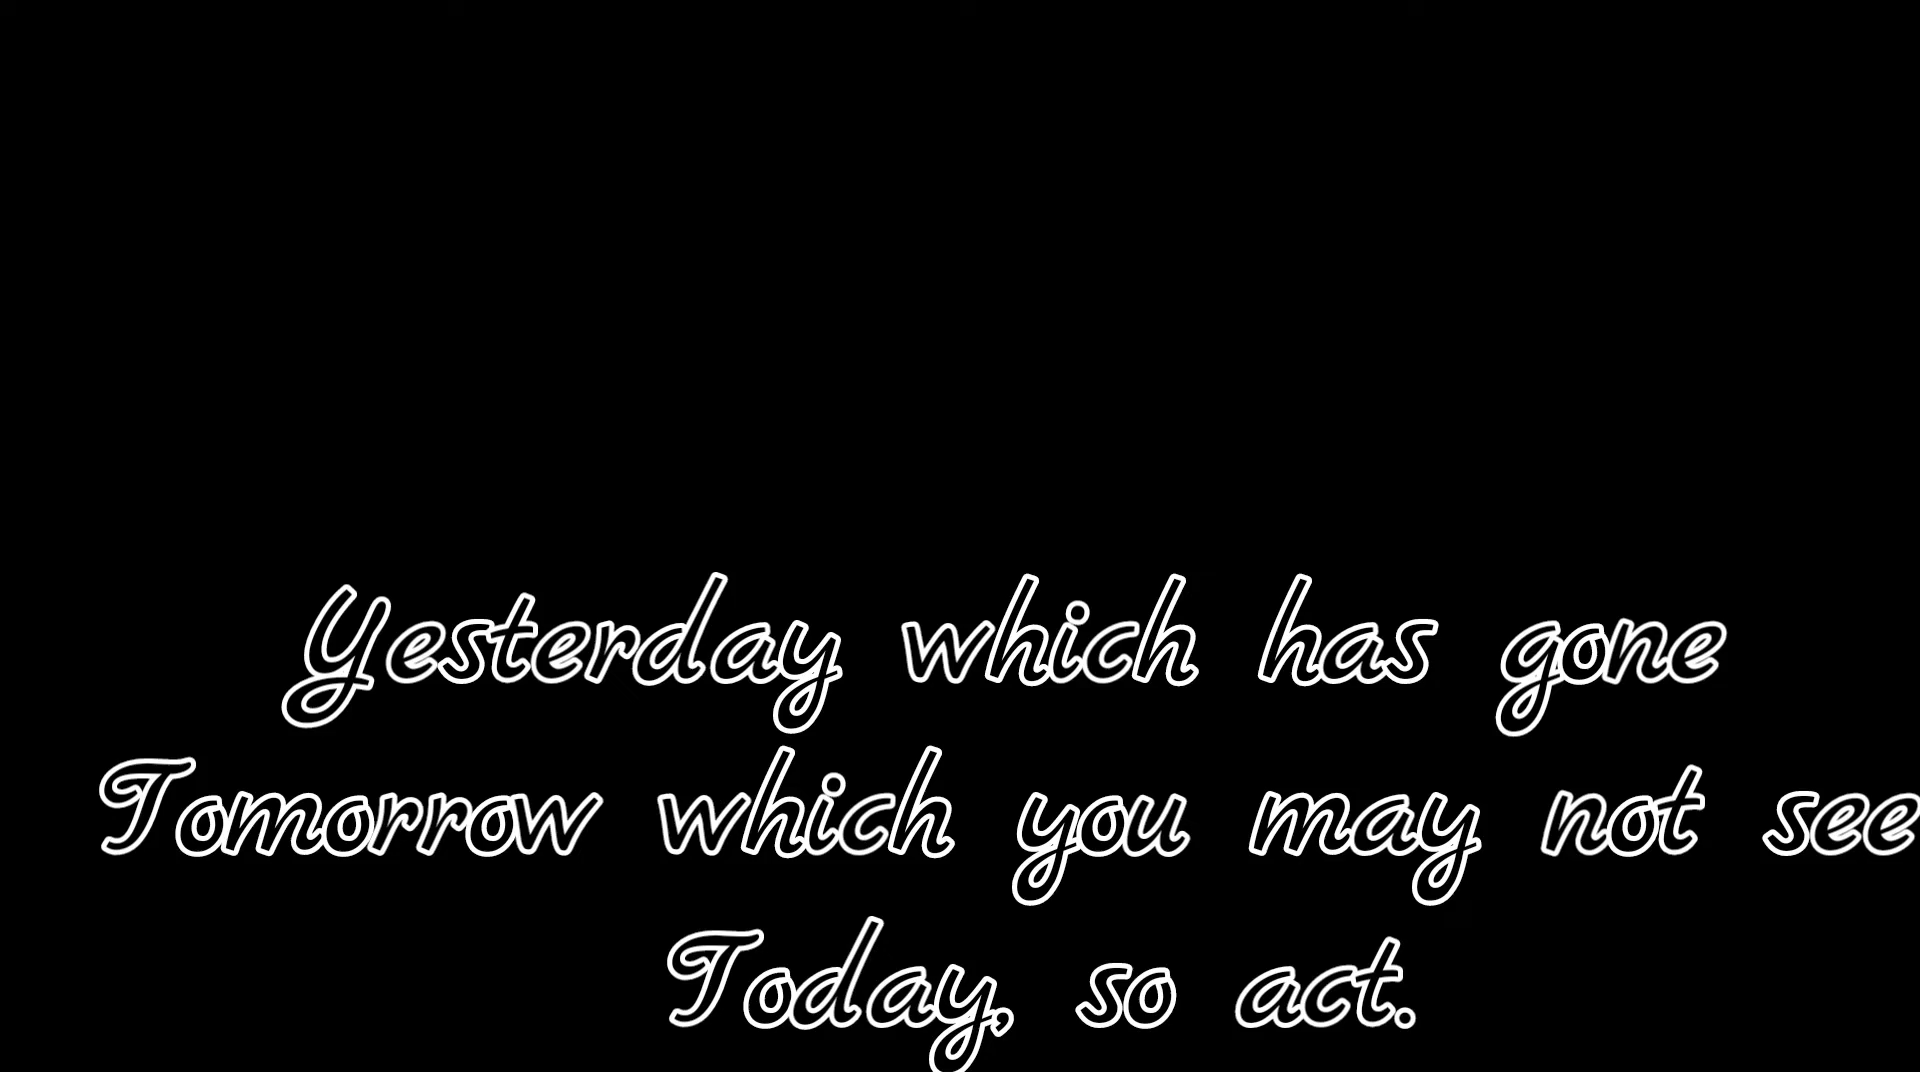 Yesterday which has gone
Tomorrow which you may not see
Today, so act.